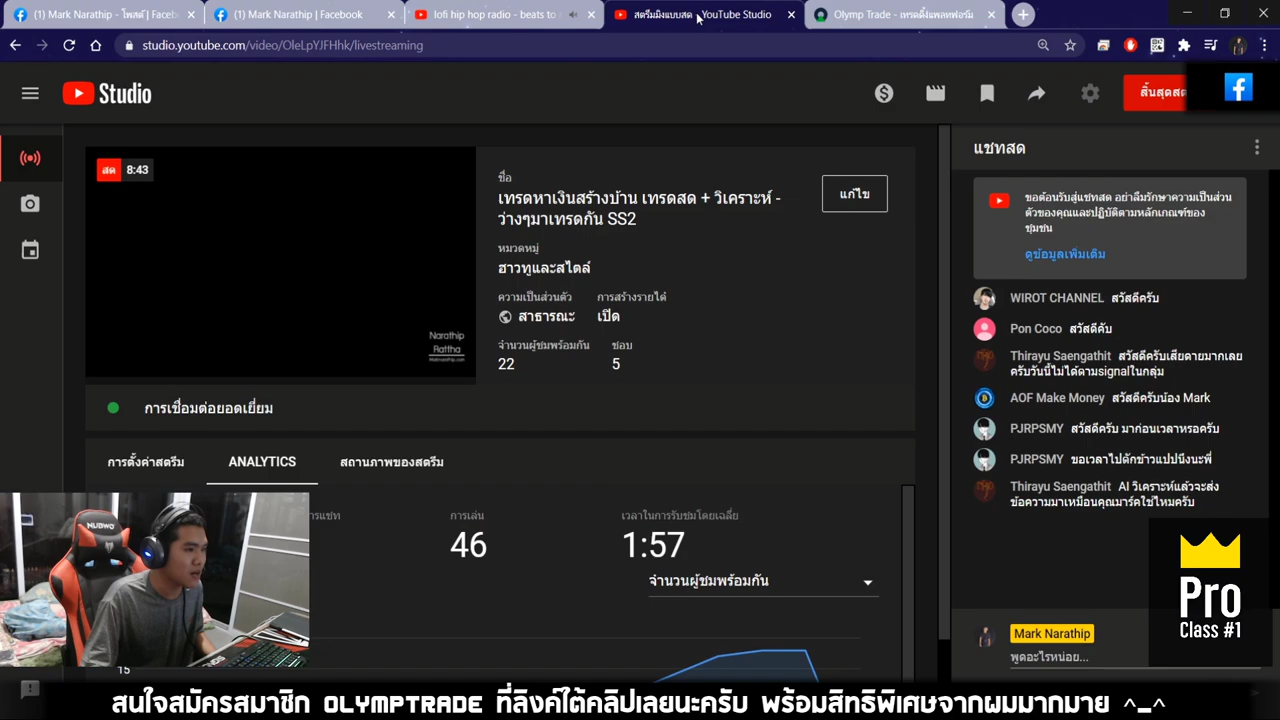 (1) Mark Narathip - โพสต์ | Faceb
(1) Mark Narathip | Facebook
lofi hip hop radio - beats to
สตรีมมิงแบบสด - YouTube Studio
Olymp Trade - เทรดดิ้งแพลทฟอร์ม
studio.youtube.com/video/OleLpYJFHhk/livestreaming
Studio
สิ้นสุดสต
สด 8:43
Narathip
Rattha
ชื่อ
เทรดหาเงินสร้างบ้าน เทรดสด + วิเคราะห์ -
ว่างๆมาเทรดกัน SS2
แก้ไข
หมวดหมู่
ฮาวทูและสไตล์
ความเป็นส่วนตัว การสร้างรายได้
สาธารณะ เปิด
จำนวนผู้ชมพร้อมกัน ชอบ
22 5
การเชื่อมต่อยอดเยี่ยม
การตั้งค่าสตรีม ANALYTICS สถานภาพของสตรีม
การแชท การเล่น เวลาในการรับชมโดยเฉลี่ย
46 1:57
จำนวนผู้ชมพร้อมกัน
15
NUBWO
แชทสด
ขอต้อนรับสู่แชทสด อย่าลืมรักษาความเป็นส่วน
ตัวของคุณและปฏิบัติตามหลักเกณฑ์ของ
ชุมชน
ดูข้อมูลเพิ่มเติม
WIROT CHANNEL สวัสดีครับ
Pon Coco สวัสดีคับ
Thirayu Saengathit สวัสดีครับเสียดายมากเลย
ครับวันนี้ไม่ได้ตามsignalในกลุ่ม
AOF Make Money สวัสดีครับน้อง Mark
PJRPSMY สวัสดีครับ มาก่อนเวลาหรอครับ
PJRPSMY ขอเวลาไปตักข้าวแปปนึงนะพี่
Thirayu Saengathit AI วิเคราะห์แล้วจะส่ง
ข้อความมาเหมือนคุณมาร์คใช่ไหมครับ
Pro
Class #1
Mark Narathip
พูดอะไรหน่อย...
สนใจสมัครสมาชิก OLYMPTRADE ที่ลิงค์ใต้คลิปเลยนะครับ พร้อมสิทธิพิเศษจากผมมากมาย ^_^